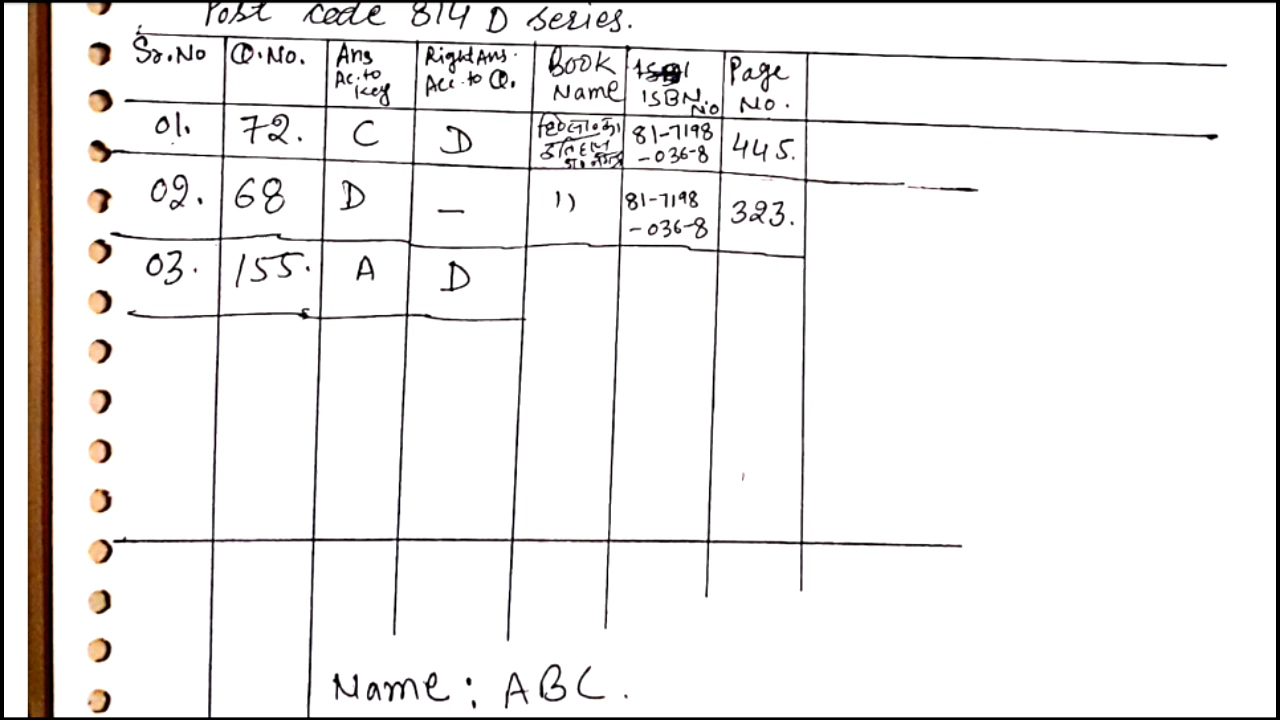 Post code 814 D series.
Sr.No Q.No. Ans Ac.to Key Right Ans. Acc.to Q. Book Name ISBN. No Page No.
01. 72. C D 81-7198-036-8 445.
02. 68 D — 1) 81-7198-036-8 323.
03. 155. A D
Name: ABC.